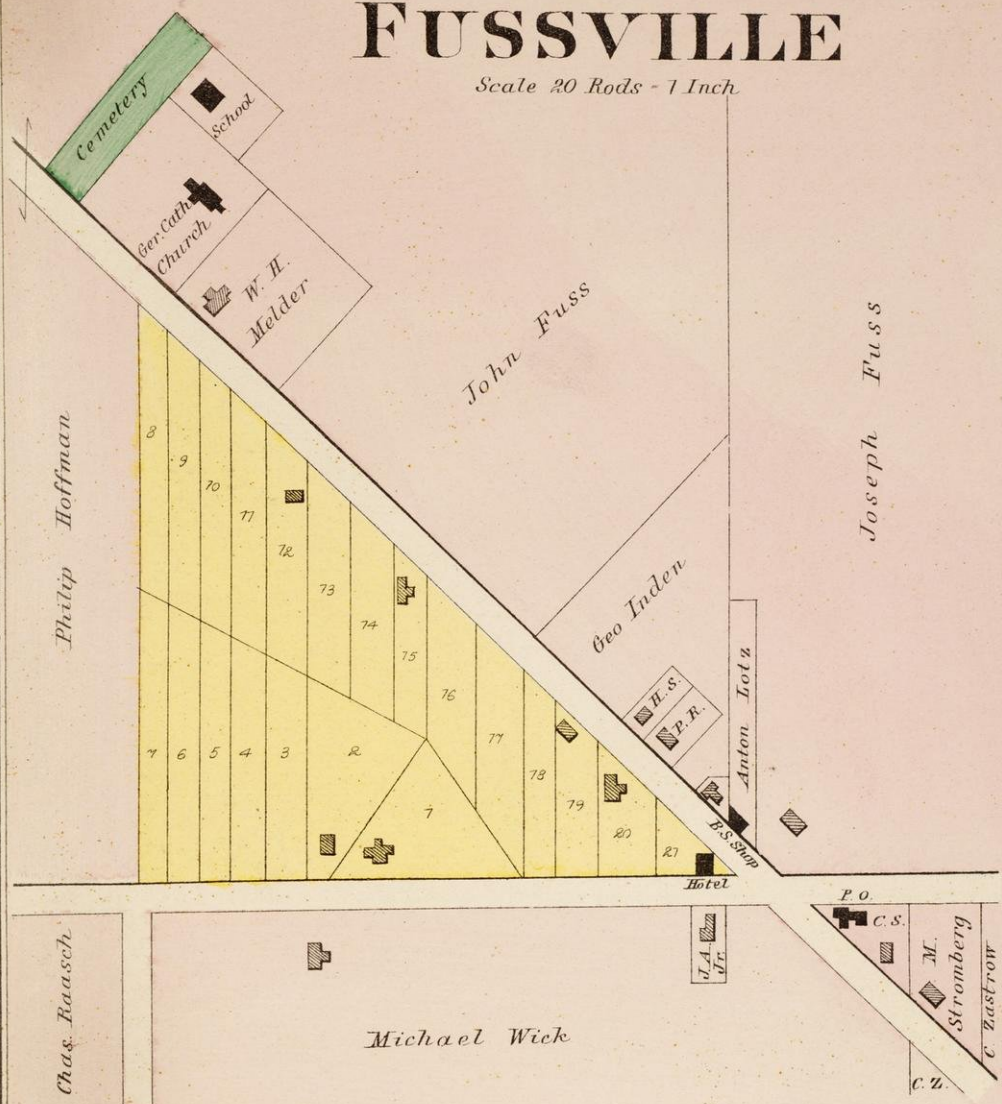 FUSSVILLE
Scale 20 Rods - 1 Inch
Cemetery
School
Ger. Cath.
Church
W. H.
Melder
John Fuss
Joseph Fuss
Philip Hoffman
8
9
10
11
12
13
14
15
16
17
18
19
20
21
7
6
5
4
3
2
1
Geo Inden
H. S.
P. R.
Anton Lotz
B. S. Shop
Hotel
P. O.
C. S.
M.
Stromberg
C Zastrow
C. Z.
J. A.
Jr.
Chas. Raasch
Michael Wick